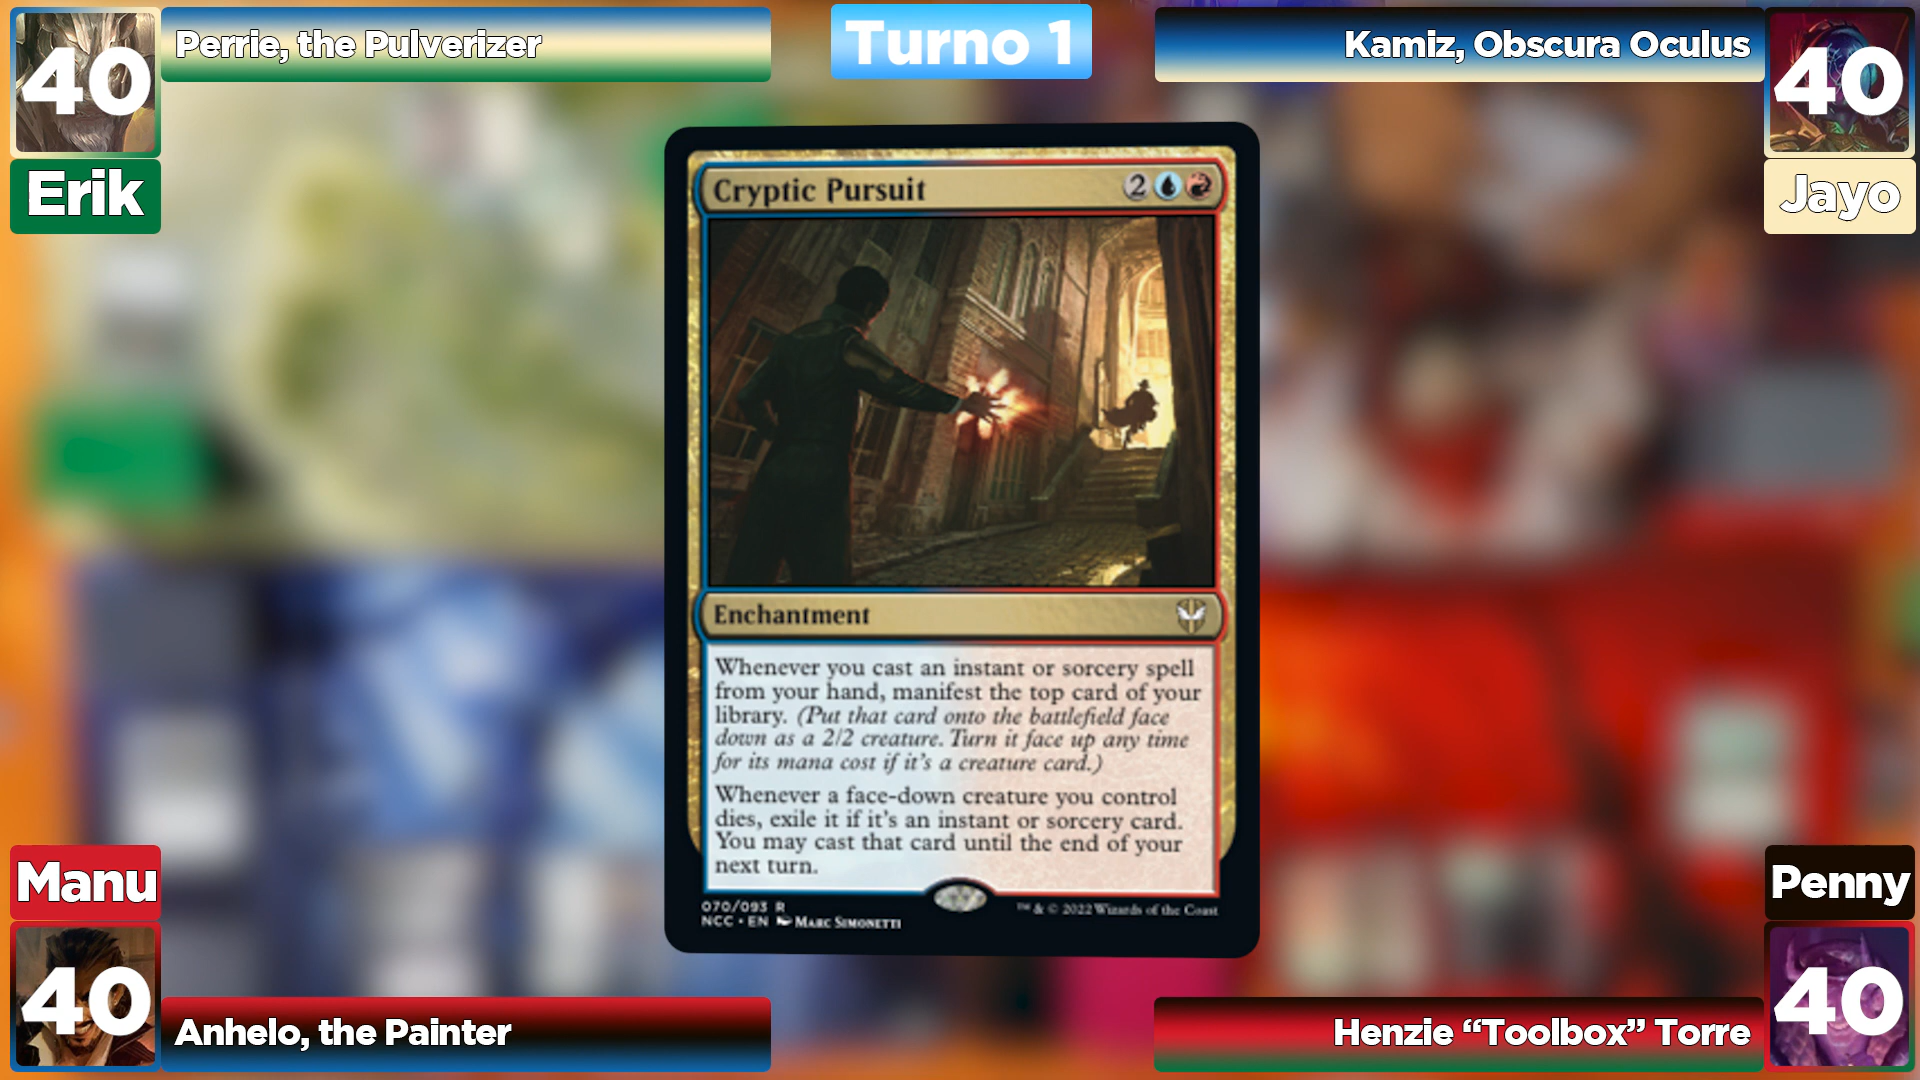 40
Perrie, the Pulverizer
Turno 1
Kamiz, Obscura Oculus
40
Erik
Jayo
Cryptic Pursuit
2
Enchantment
Whenever you cast an instant or sorcery spell
from your hand, manifest the top card of your
library. (Put that card onto the battlefield face
down as a 2/2 creature. Turn it face up any time
for its mana cost if it's a creature card.)
Whenever a face-down creature you control
dies, exile it if it's an instant or sorcery card.
You may cast that card until the end of your
next turn.
070/093 R
NCC • EN Marc Simonetti
™ & © 2022 Wizards of the Coast
Manu
40
Anhelo, the Painter
Penny
40
Henzie “Toolbox” Torre